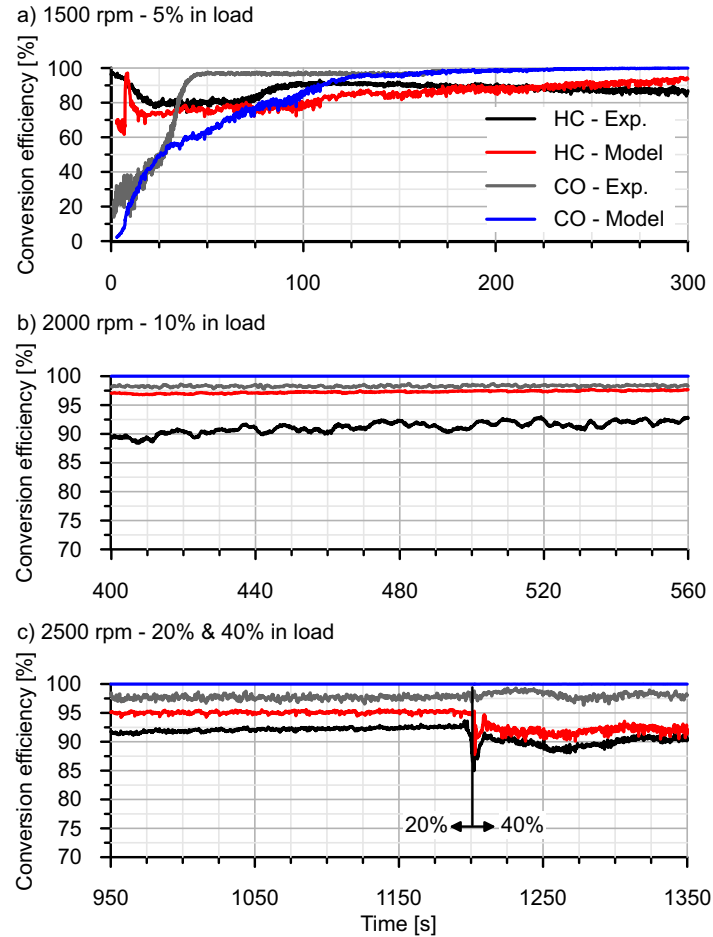 a) 1500 rpm - 5% in load
Conversion efficiency [%]
100
80
60
40
20
0
HC - Exp.
HC - Model
CO - Exp.
CO - Model
0 100 200 300
b) 2000 rpm - 10% in load
Conversion efficiency [%]
100
95
90
85
80
75
70
400 440 480 520 560
c) 2500 rpm - 20% & 40% in load
Conversion efficiency [%]
100
95
90
85
80
75
70
20% 40%
950 1050 1150 1250 1350
Time [s]